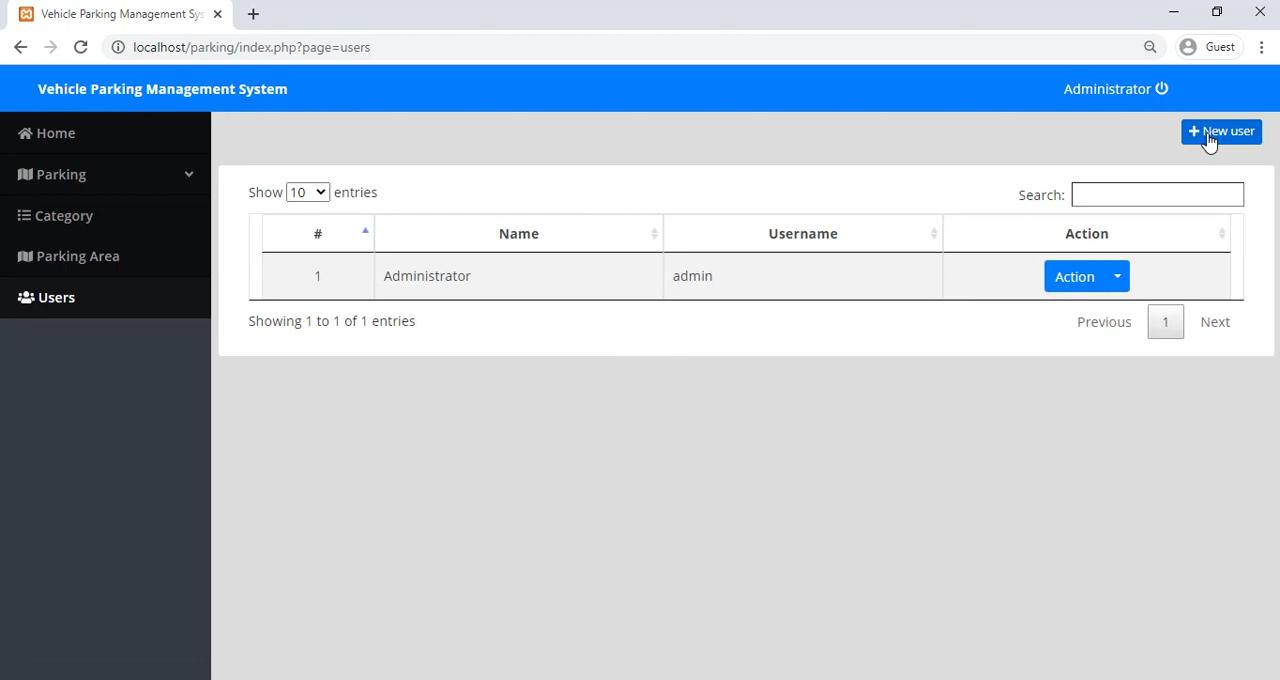 Vehicle Parking Management Sys
localhost/parking/index.php?page=users
Guest
Vehicle Parking Management System
Administrator
Home
Parking
Category
Parking Area
Users
+ New user
Show 10 entries
Search:
# Name Username Action
1 Administrator admin Action
Showing 1 to 1 of 1 entries
Previous 1 Next